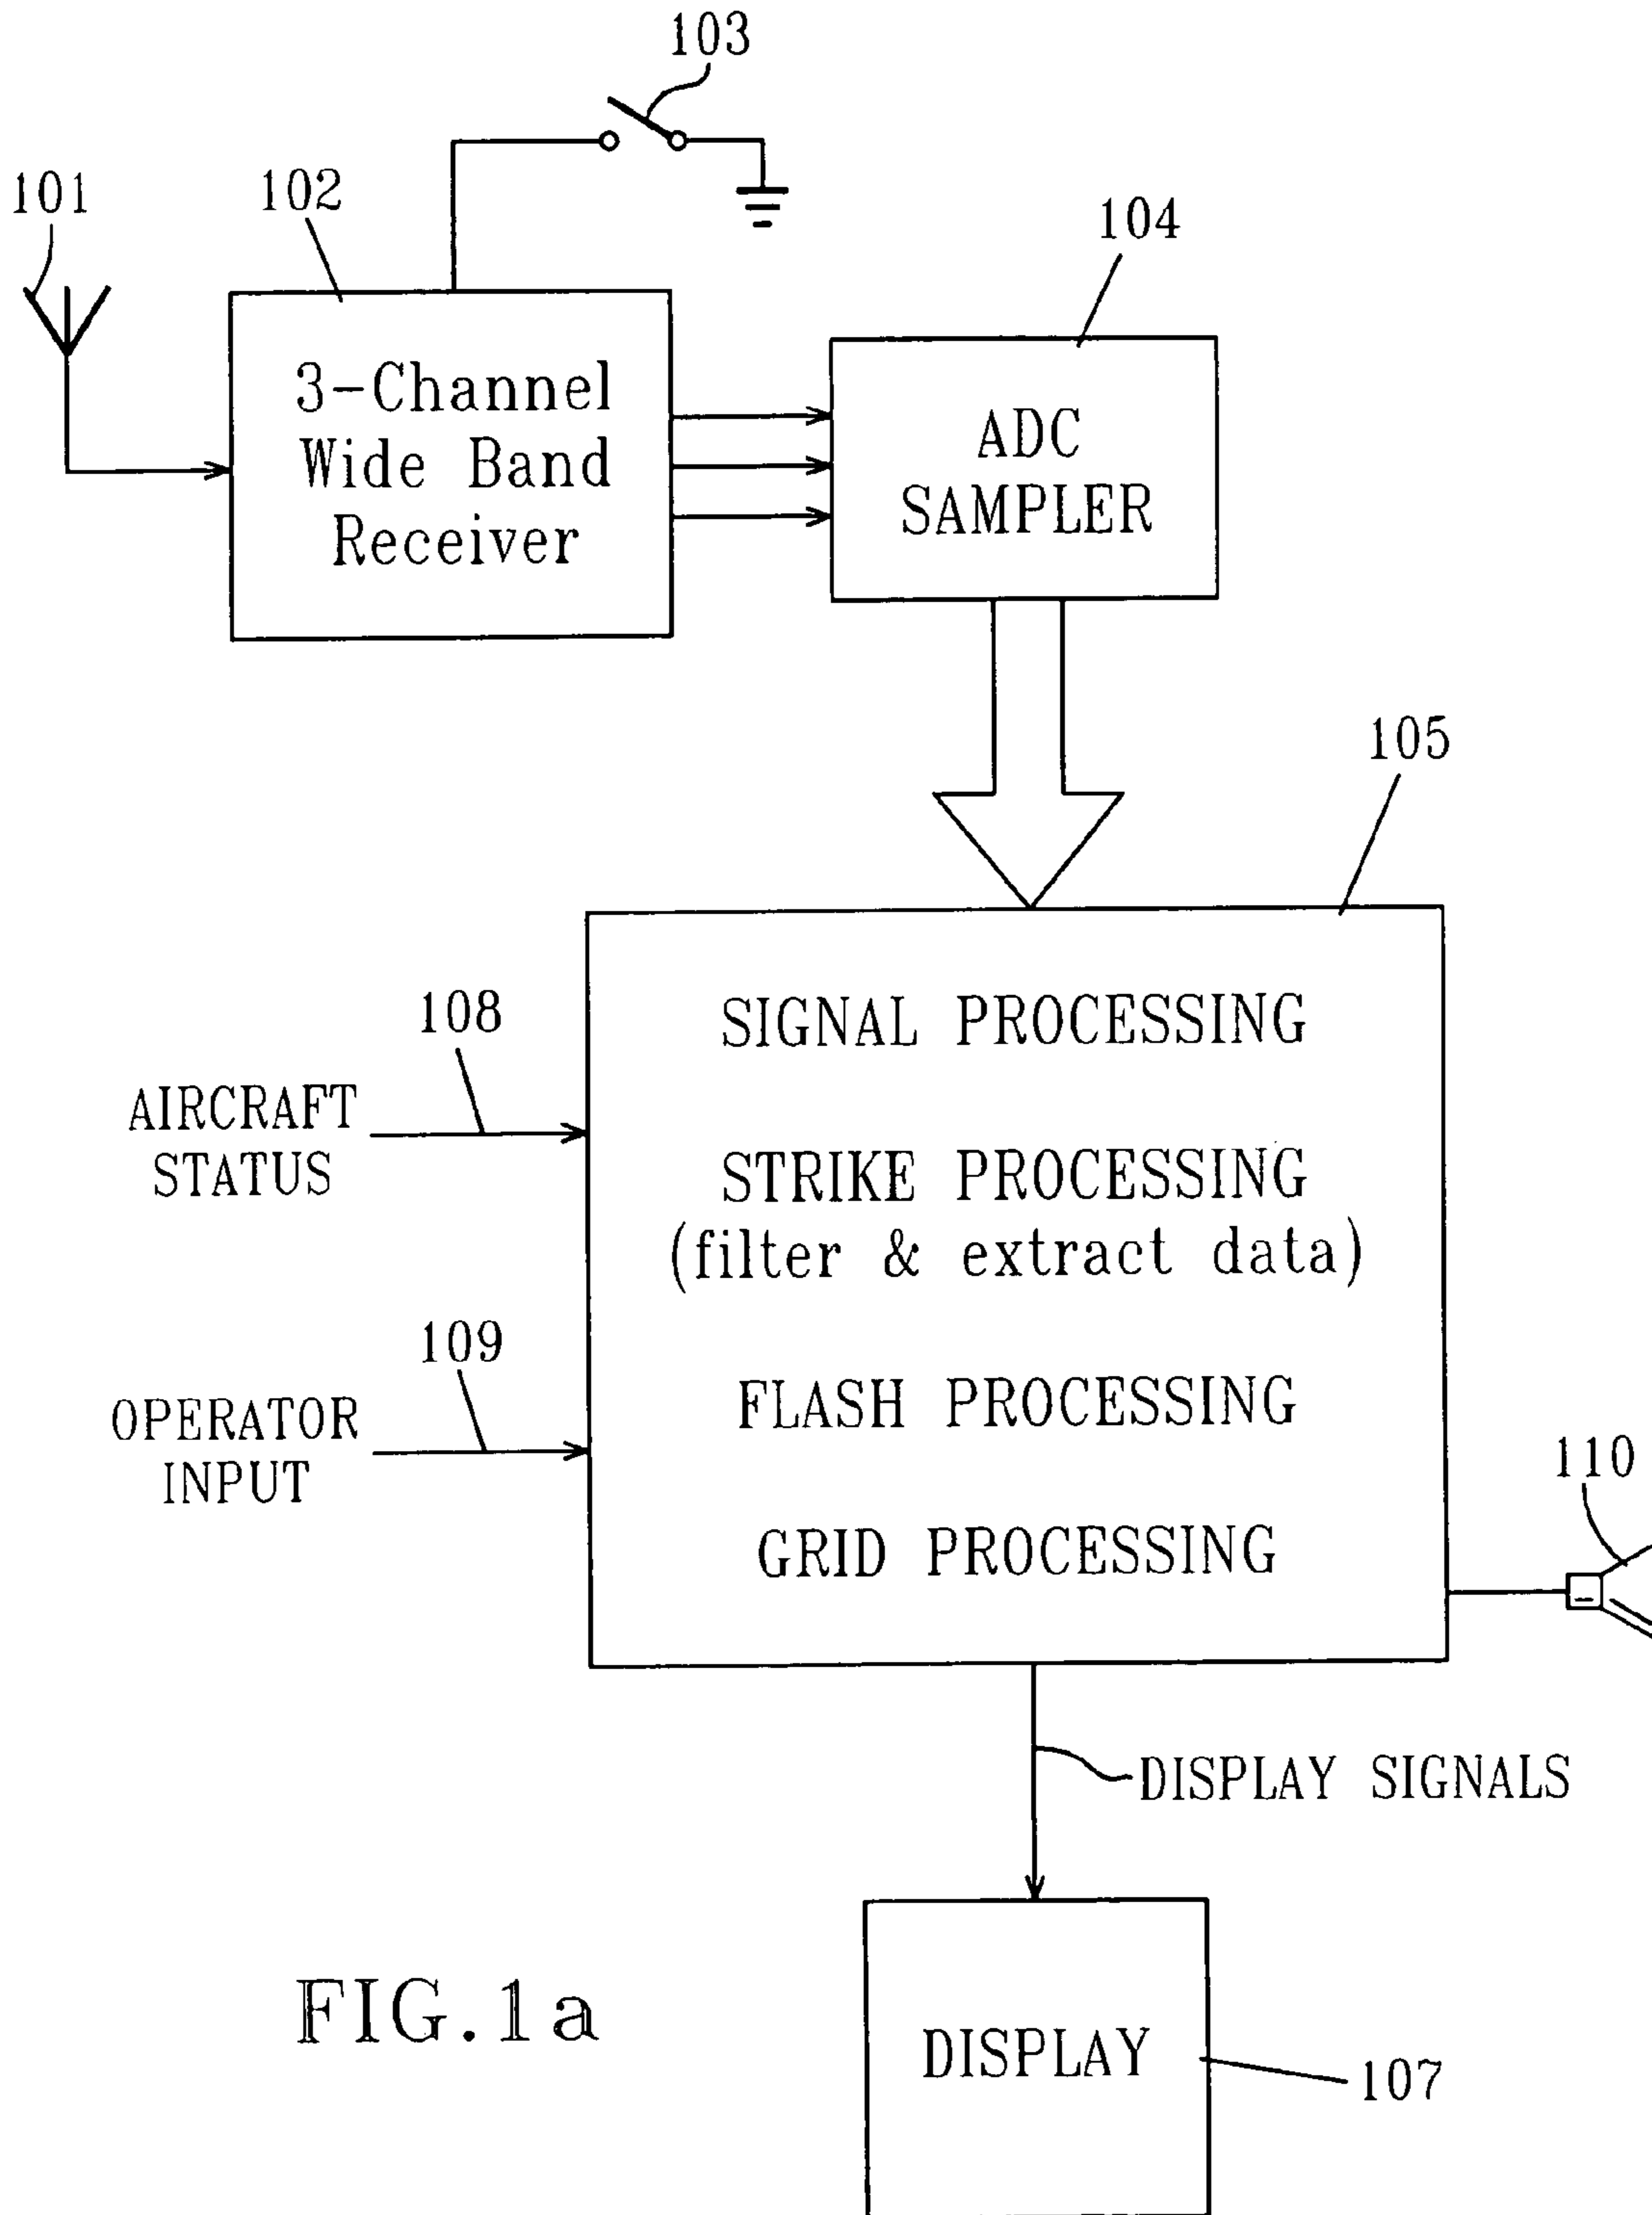 103
101
102
104
3-Channel
Wide Band
Receiver
ADC
SAMPLER
105
SIGNAL PROCESSING
108
AIRCRAFT
STATUS
STRIKE PROCESSING
(filter & extract data)
109
OPERATOR
INPUT
FLASH PROCESSING
110
GRID PROCESSING
DISPLAY SIGNALS
FIG.1a
DISPLAY
107